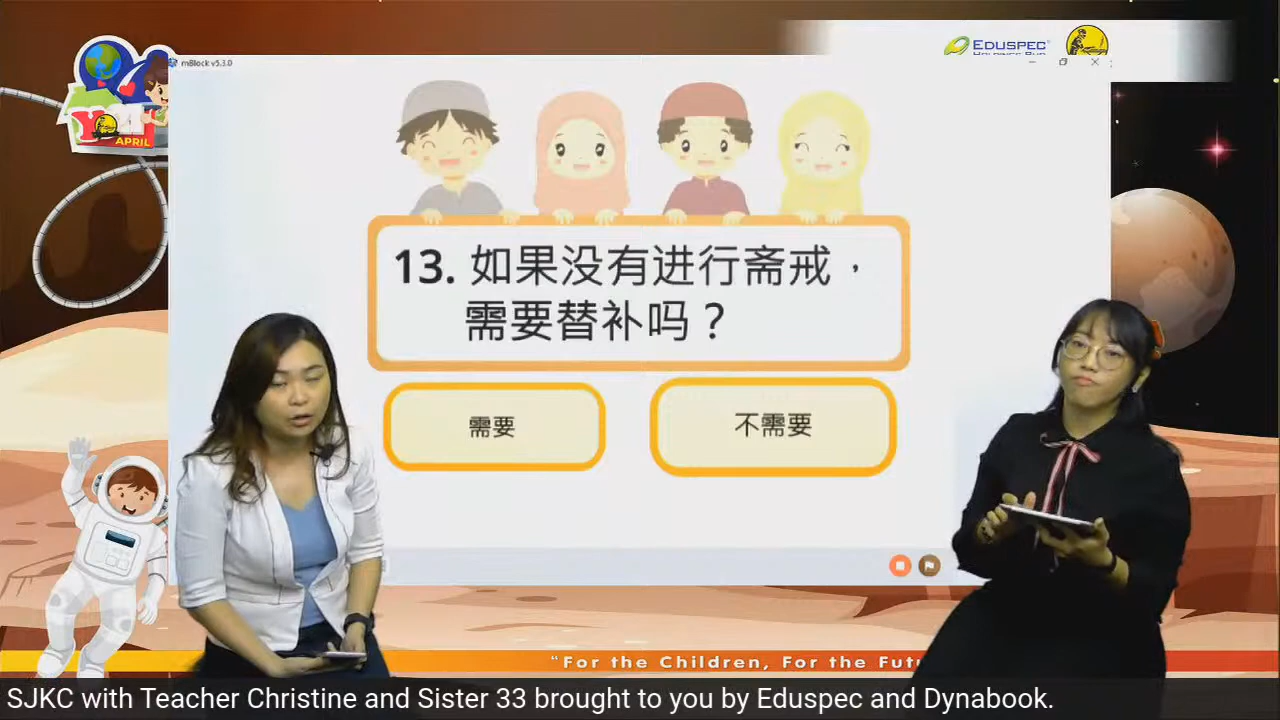 EDUSPEC
HOLDINGS BHD
mBlock v5.3.0
APRIL
13. 如果没有进行斋戒，
需要替补吗？
需要
不需要
"For the Children, For the Futu
SJKC with Teacher Christine and Sister 33 brought to you by Eduspec and Dynabook.